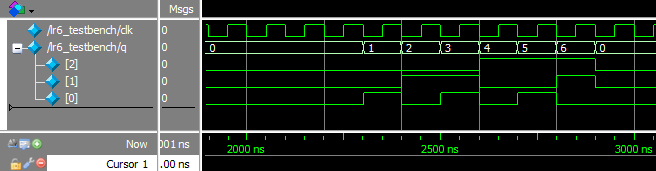 Msgs
/lr6_testbench/clk 0
/lr6_testbench/q 0 0 1 2 3 4 5 6 0
[2] 0
[1] 0
[0] 0
Now 001 ns 2000 ns 2500 ns 3000 ns
Cursor 1 .00 ns